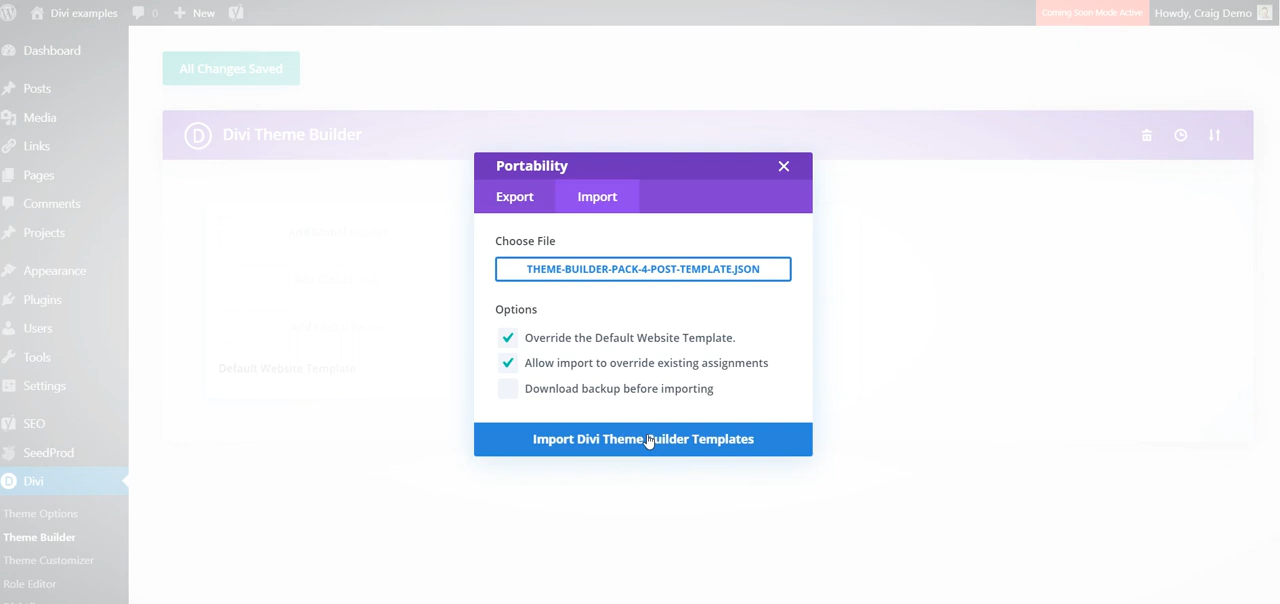 Divi examples
0
New
Coming Soon Mode Active
Howdy, Craig Demo
Dashboard
Posts
Media
Links
Pages
Comments
Projects
Appearance
Plugins
Users
Tools
Settings
SEO
SeedProd
Divi
Theme Options
Theme Builder
Theme Customizer
Role Editor
All Changes Saved
Divi Theme Builder
Default Website Template
Portability
Export
Import
Choose File
THEME-BUILDER-PACK-4-POST-TEMPLATE.JSON
Options
Override the Default Website Template.
Allow import to override existing assignments
Download backup before importing
Import Divi Theme Builder Templates